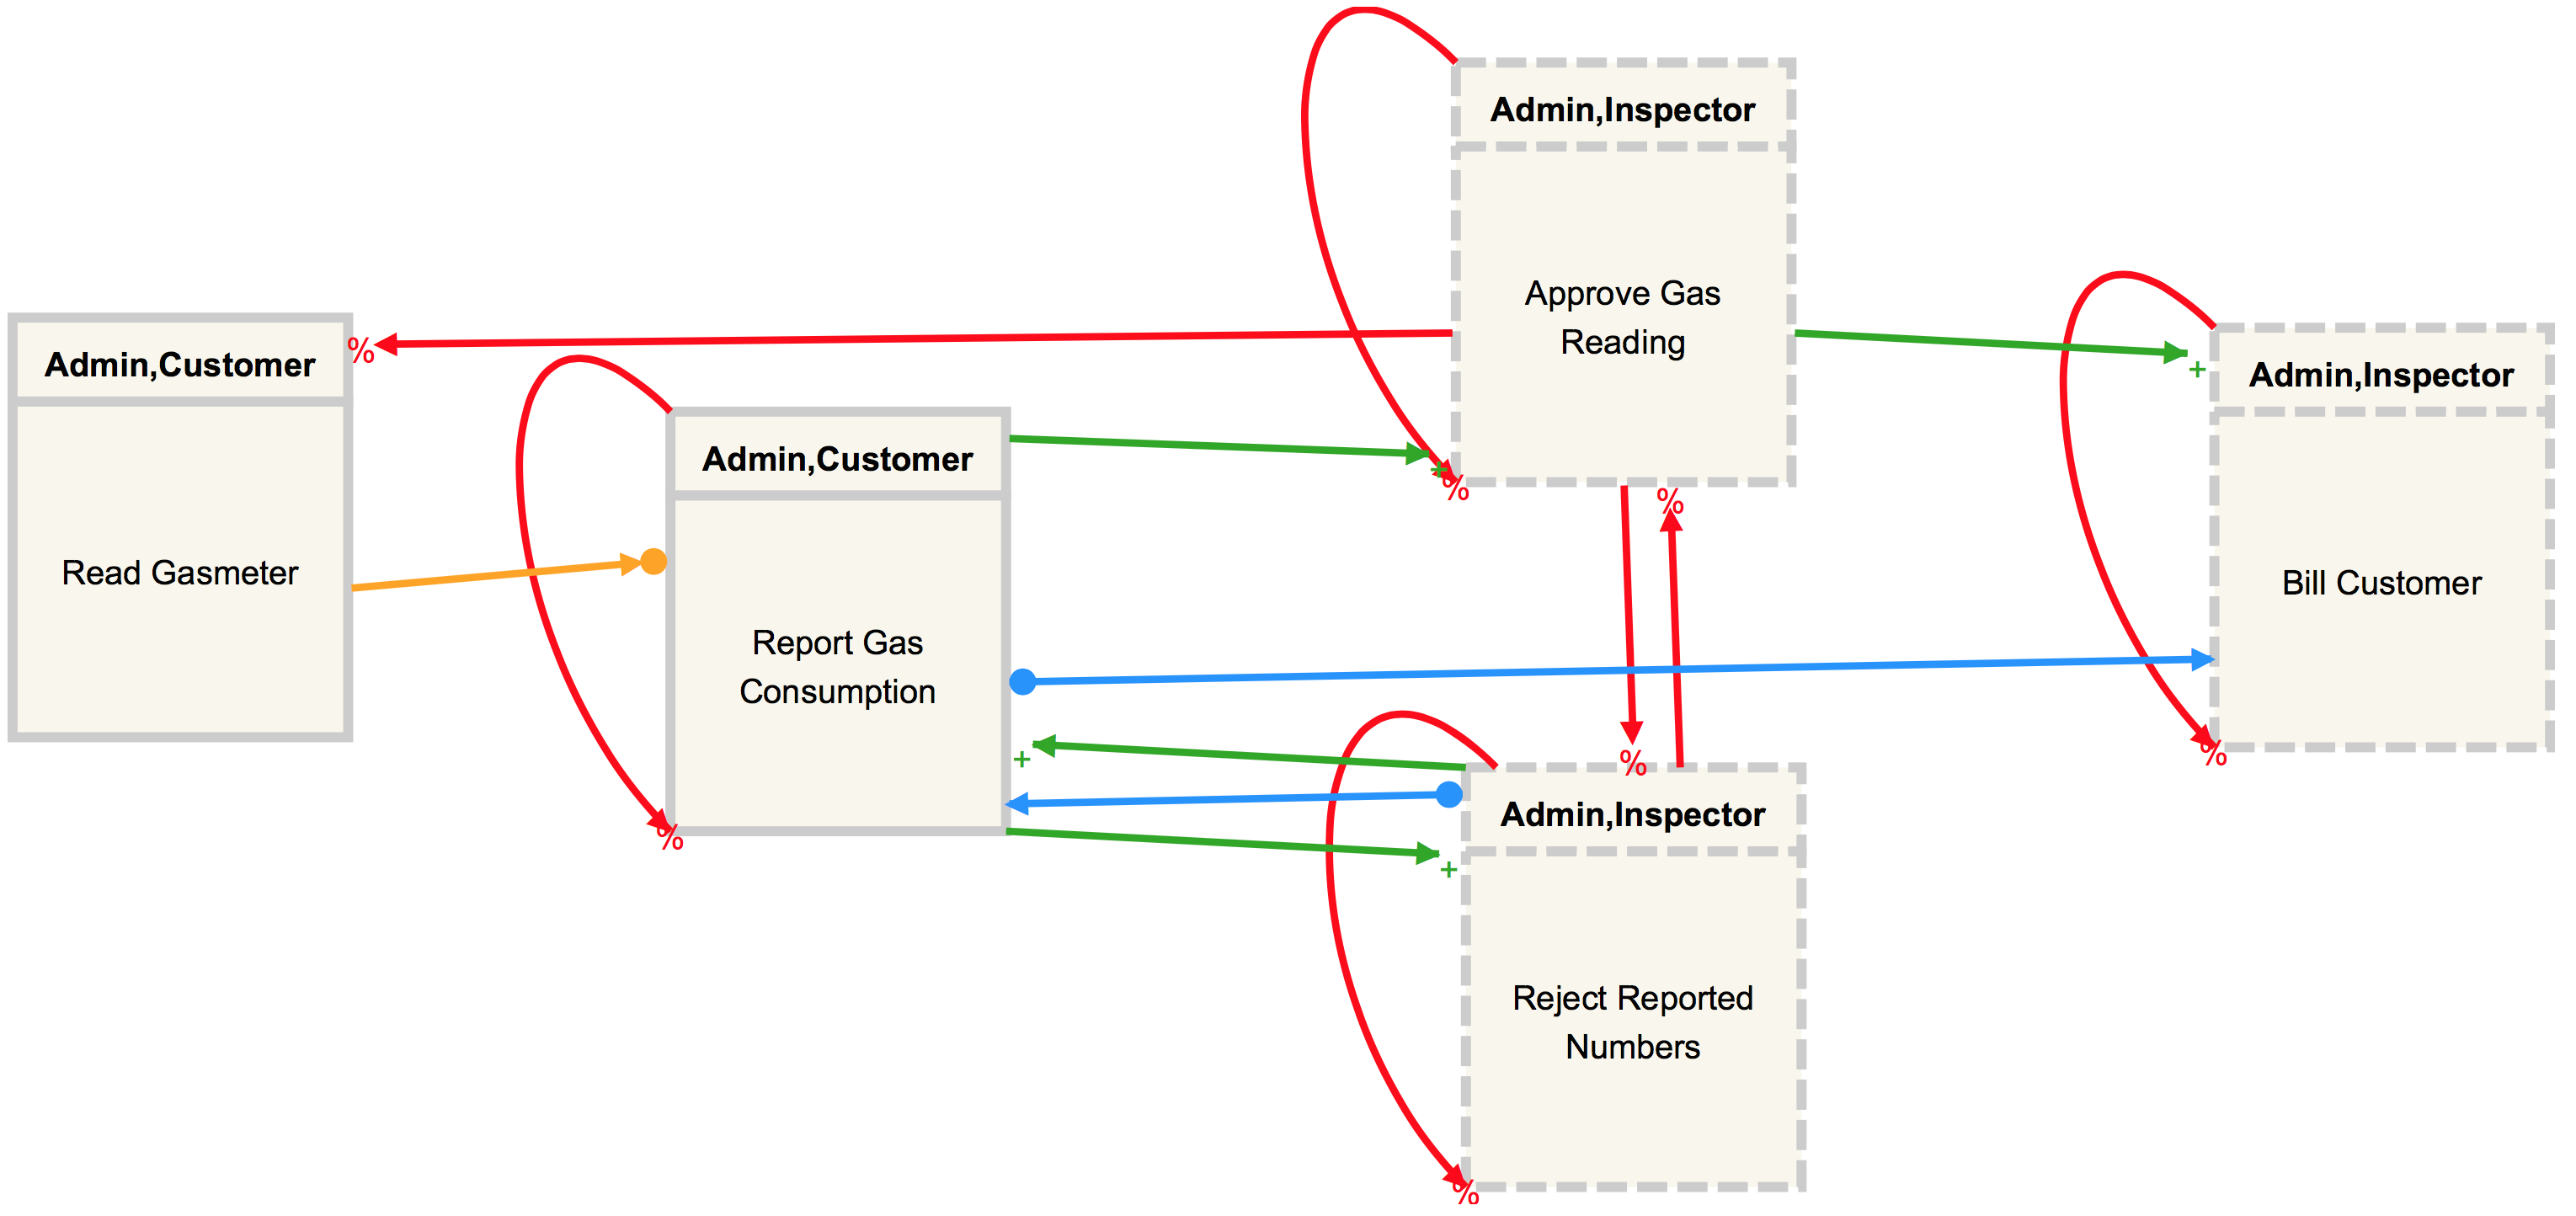 Admin,Customer
Read Gasmeter
%
Admin,Customer
Report Gas
Consumption
%
+
Admin,Inspector
Approve Gas
Reading
+
%
%
Admin,Inspector
Reject Reported
Numbers
%
+
%
Admin,Inspector
Bill Customer
+
%